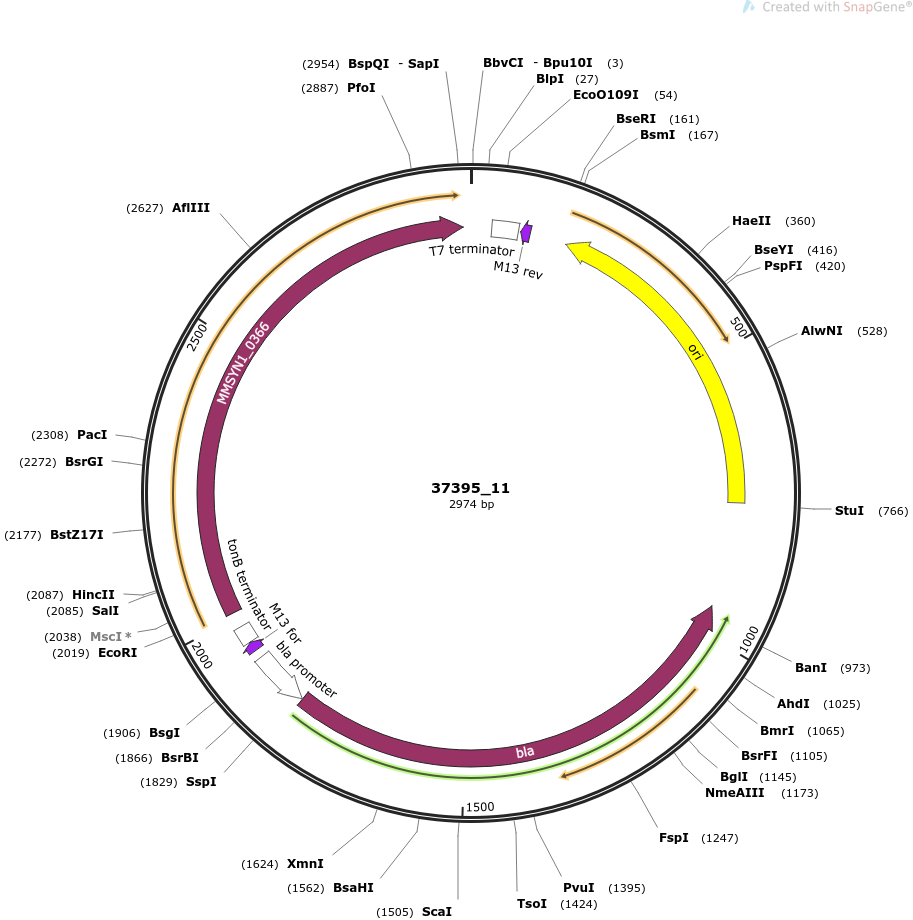 Created with SnapGene®
(2954) BspQI - SapI
(2887) PfoI
BbvCI - Bpu10I (3)
BlpI (27)
EcoO109I (54)
BseRI (161)
BsmI (167)
(2627) AflIII
HaeII (360)
BseYI (416)
PspFI (420)
AlwNI (528)
T7 terminator
M13 rev
500
ori
2500
MMSYN1_0366
(2308) PacI
(2272) BsrGI
(2177) BstZ17I
(2087) HincII
(2085) SalI
(2038) MscI *
(2019) EcoRI
37395_11
2974 bp
StuI (766)
tonB terminator
M13 for
bla promoter
2000
1000
BanI (973)
AhdI (1025)
BmrI (1065)
BsrFI (1105)
BglI (1145)
NmeAIII (1173)
FspI (1247)
(1906) BsgI
(1866) BsrBI
(1829) SspI
bla
1500
(1624) XmnI
(1562) BsaHI
(1505) ScaI
PvuI (1395)
TsoI (1424)